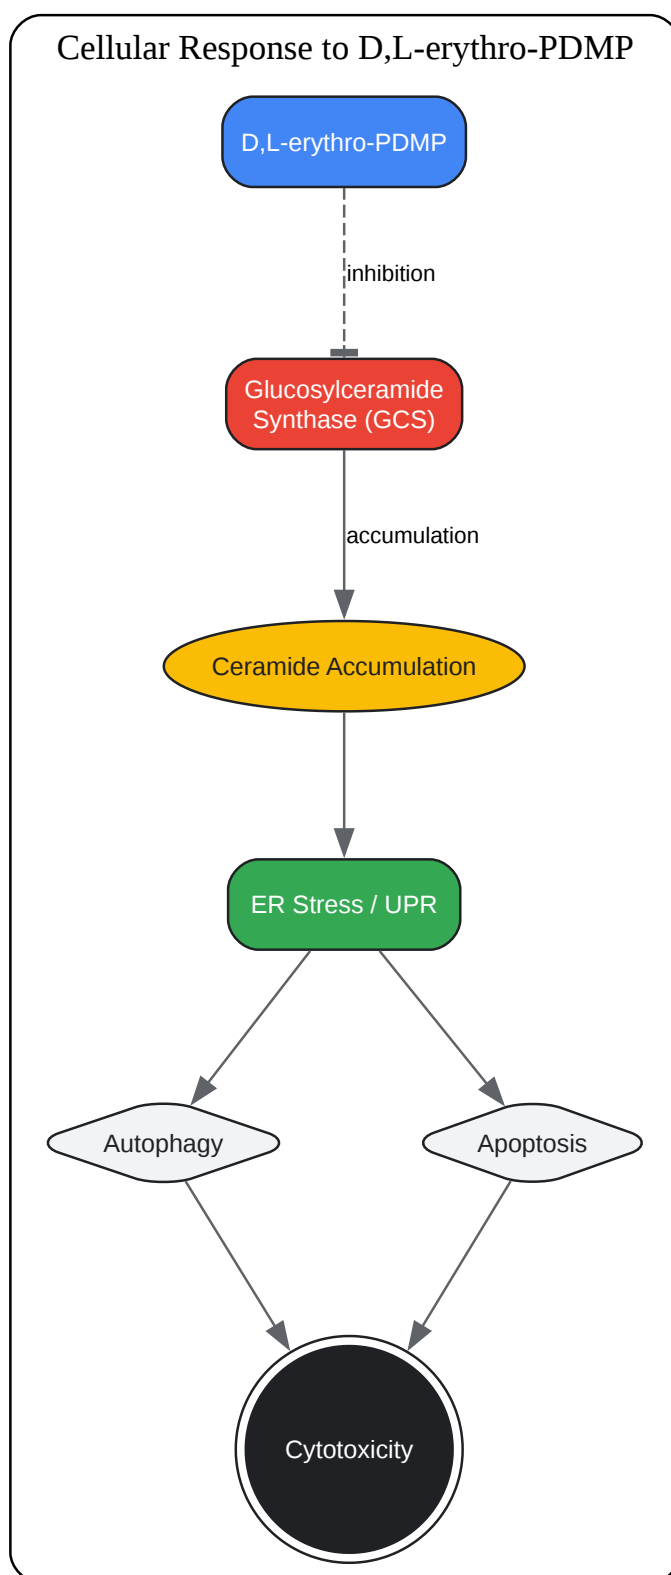 Cellular Response to D,L-erythro-PDMP
D,L-erythro-PDMP
inhibition
Glucosylceramide
Synthase (GCS)
accumulation
Ceramide Accumulation
ER Stress / UPR
Autophagy
Apoptosis
Cytotoxicity